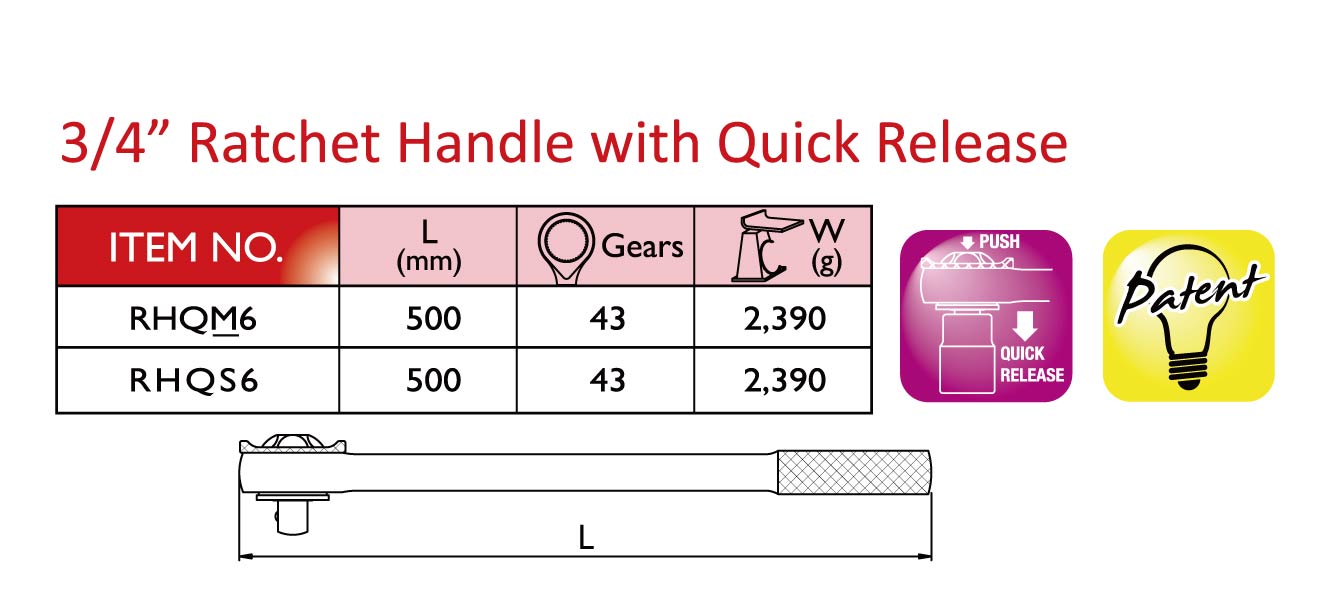 3/4” Ratchet Handle with Quick Release
ITEM NO. L (mm) Gears W (g)
RHQM6 500 43 2,390
RHQS6 500 43 2,390
PUSH
QUICK
RELEASE
Patent
L